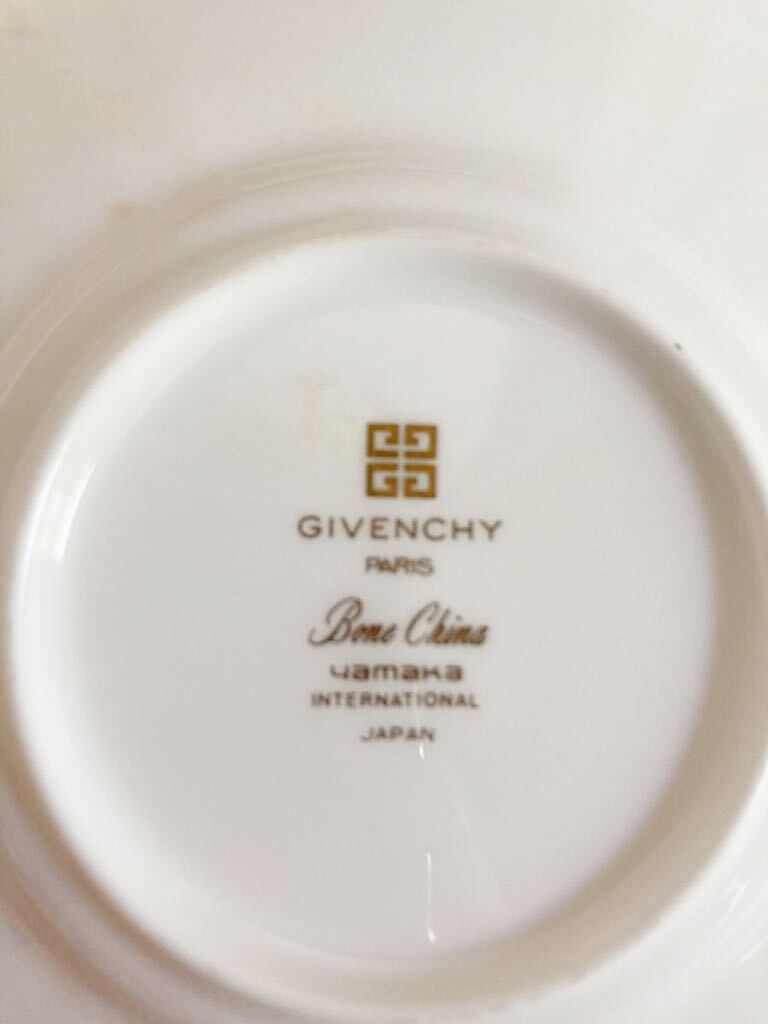 GIVENCHY
PARIS
Bone China
yamaka
INTERNATIONAL
JAPAN